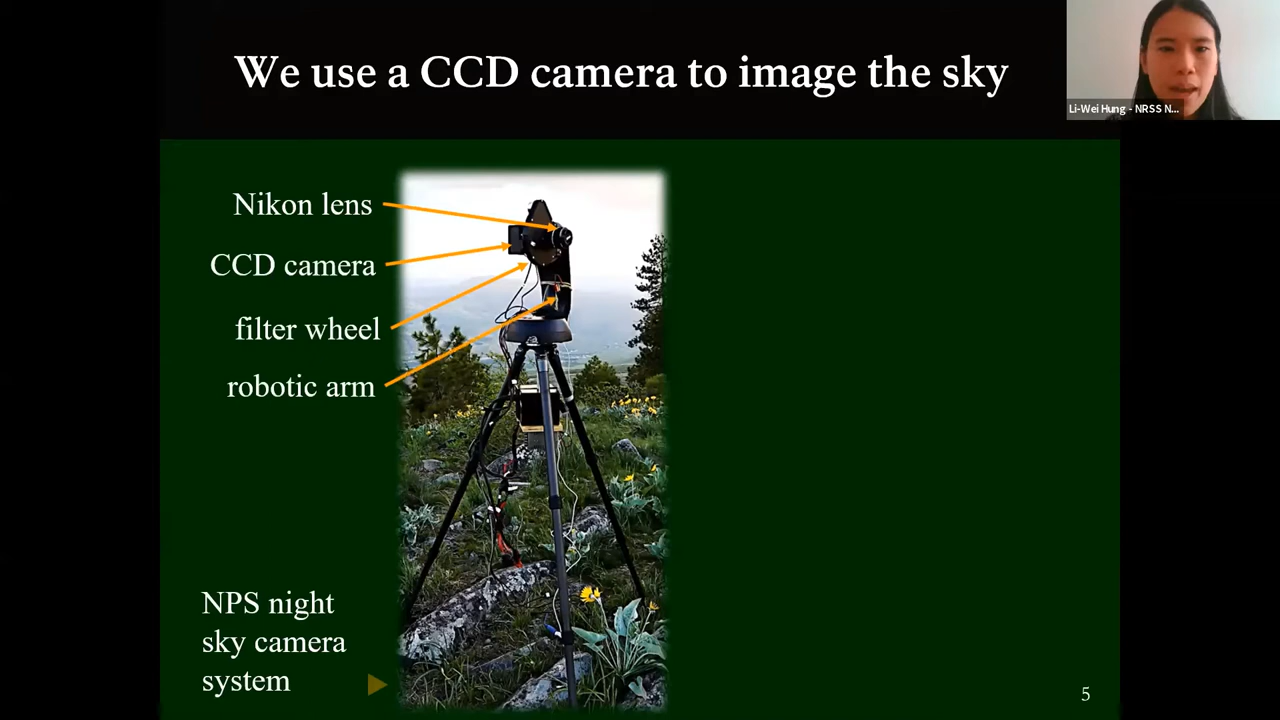 We use a CCD camera to image the sky
Li-Wei Hung - NRSS N...
Nikon lens
CCD camera
filter wheel
robotic arm
NPS night
sky camera
system
5